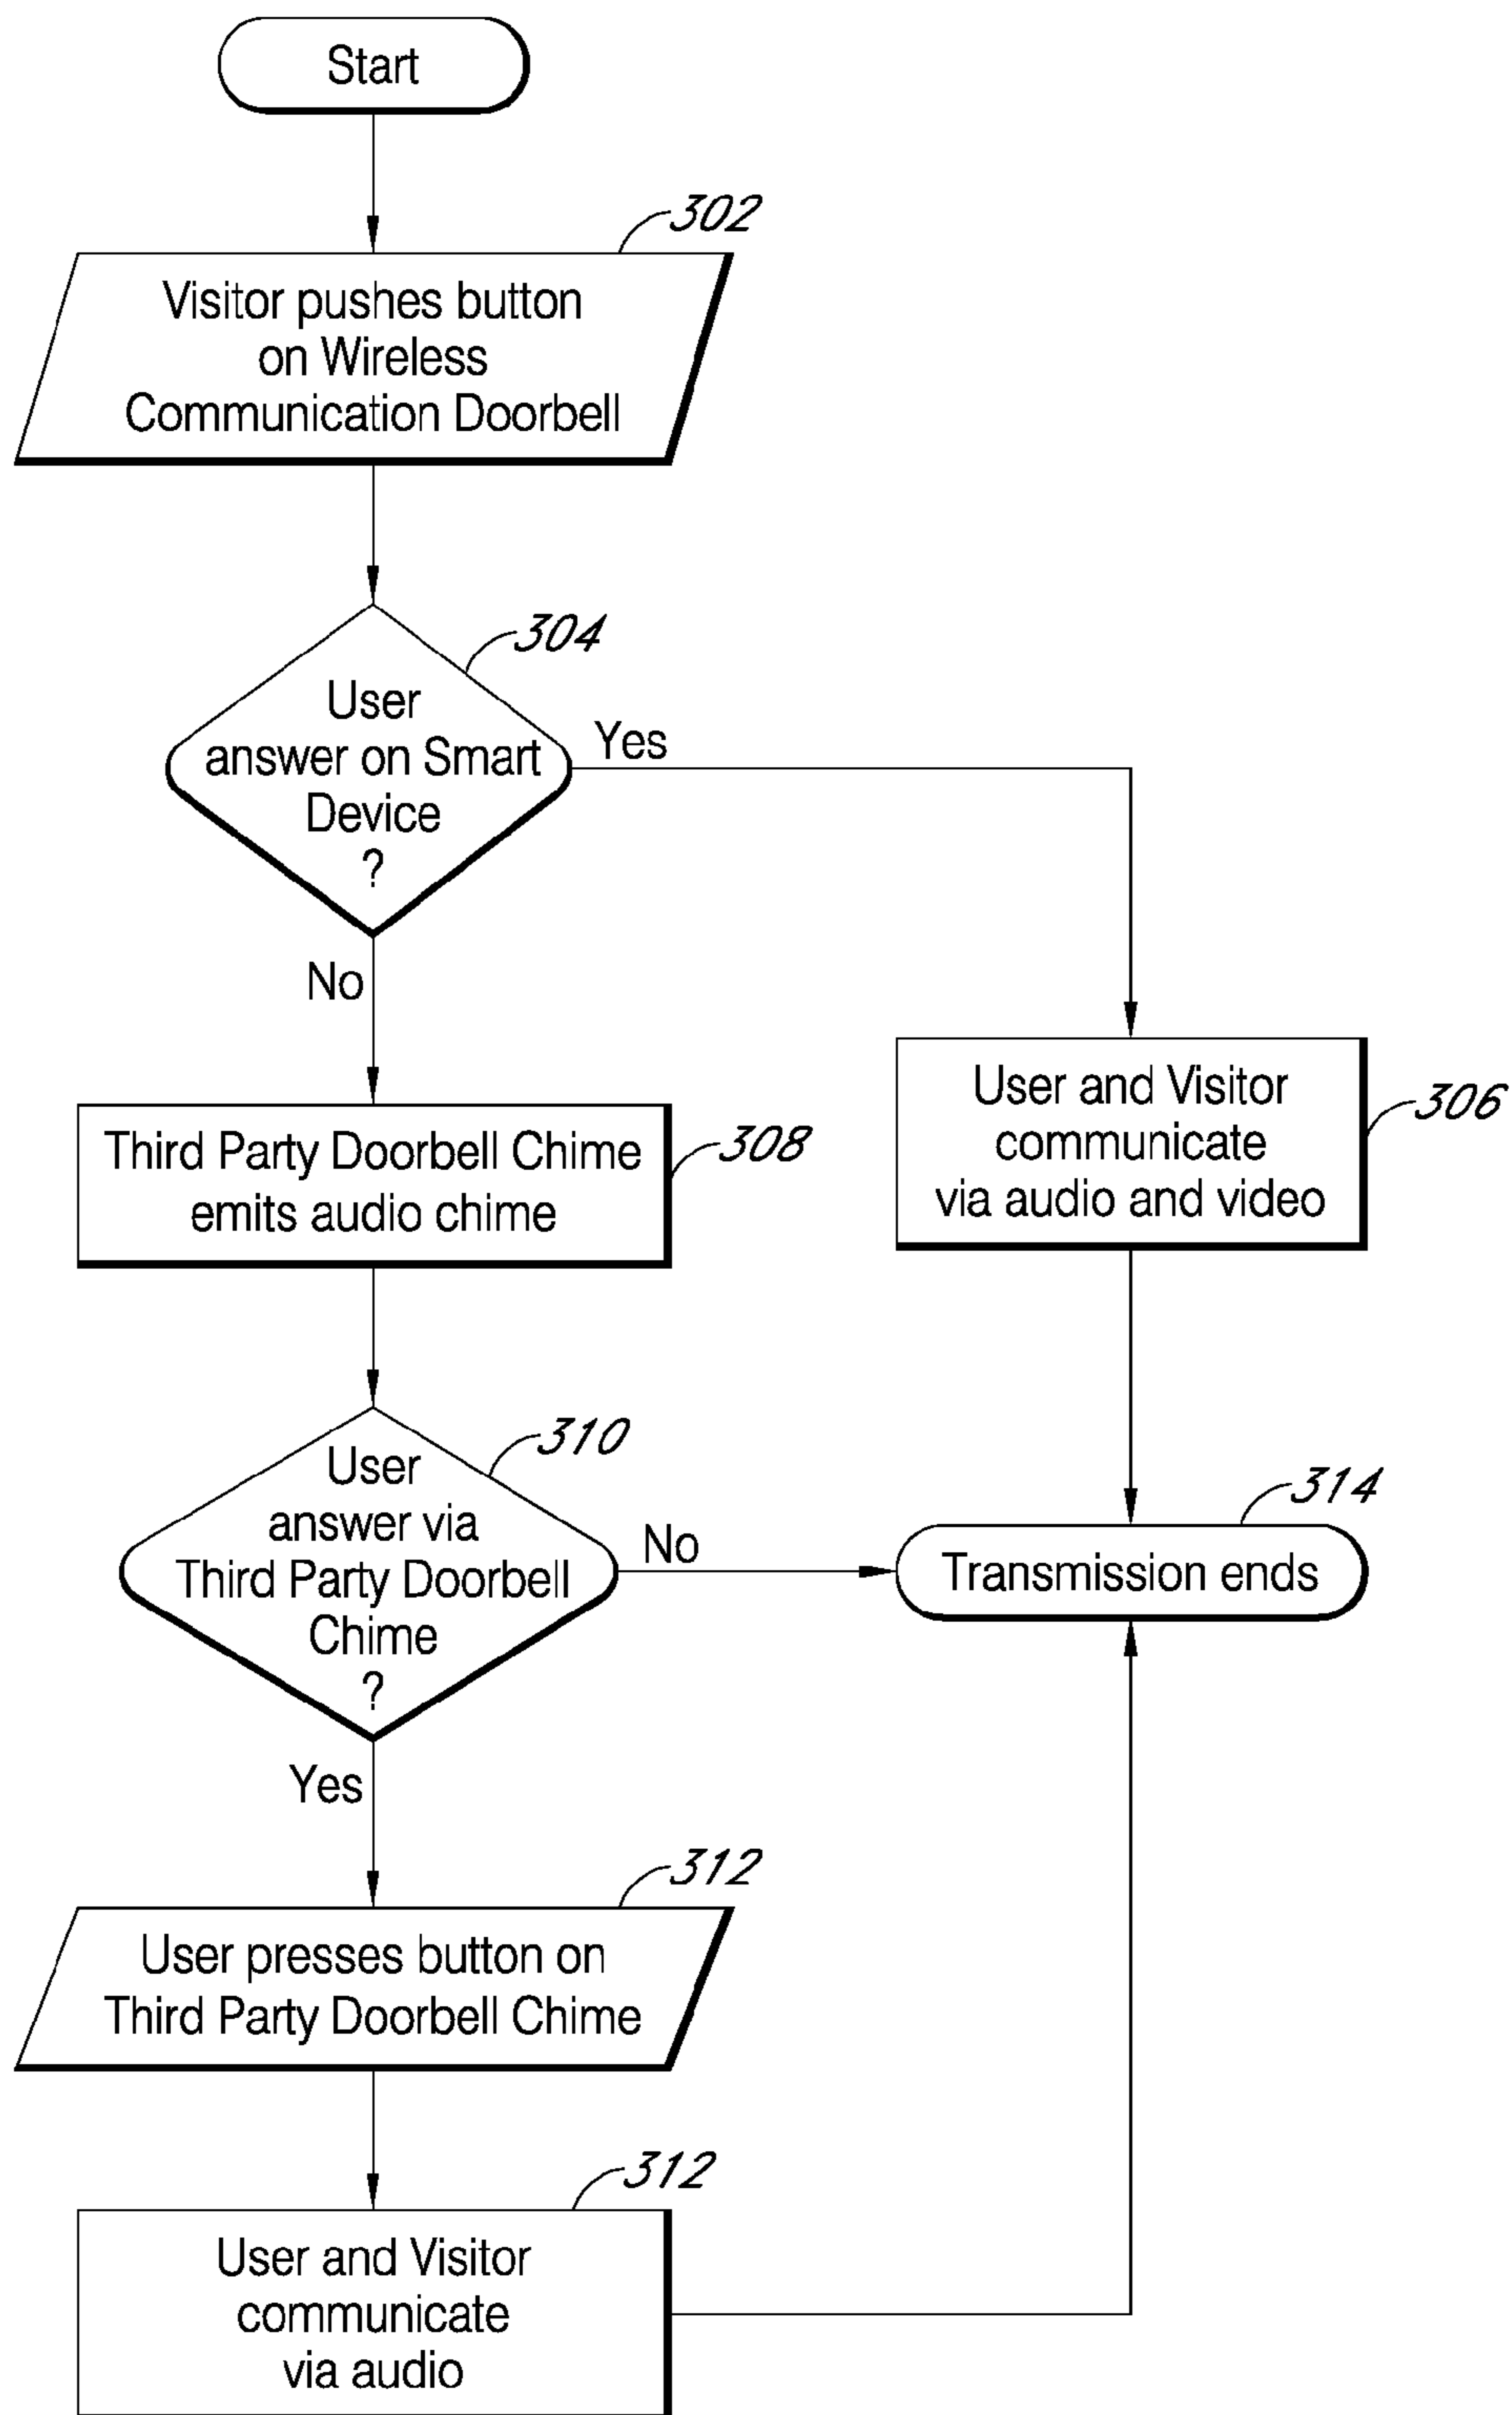 Start
302
Visitor pushes button
on Wireless
Communication Doorbell
304
User
answer on Smart
Device
?
Yes
No
User and Visitor
communicate
via audio and video
306
Third Party Doorbell Chime
emits audio chime
308
310
User
answer via
Third Party Doorbell
Chime
?
No
314
Transmission ends
Yes
312
User presses button on
Third Party Doorbell Chime
312
User and Visitor
communicate
via audio